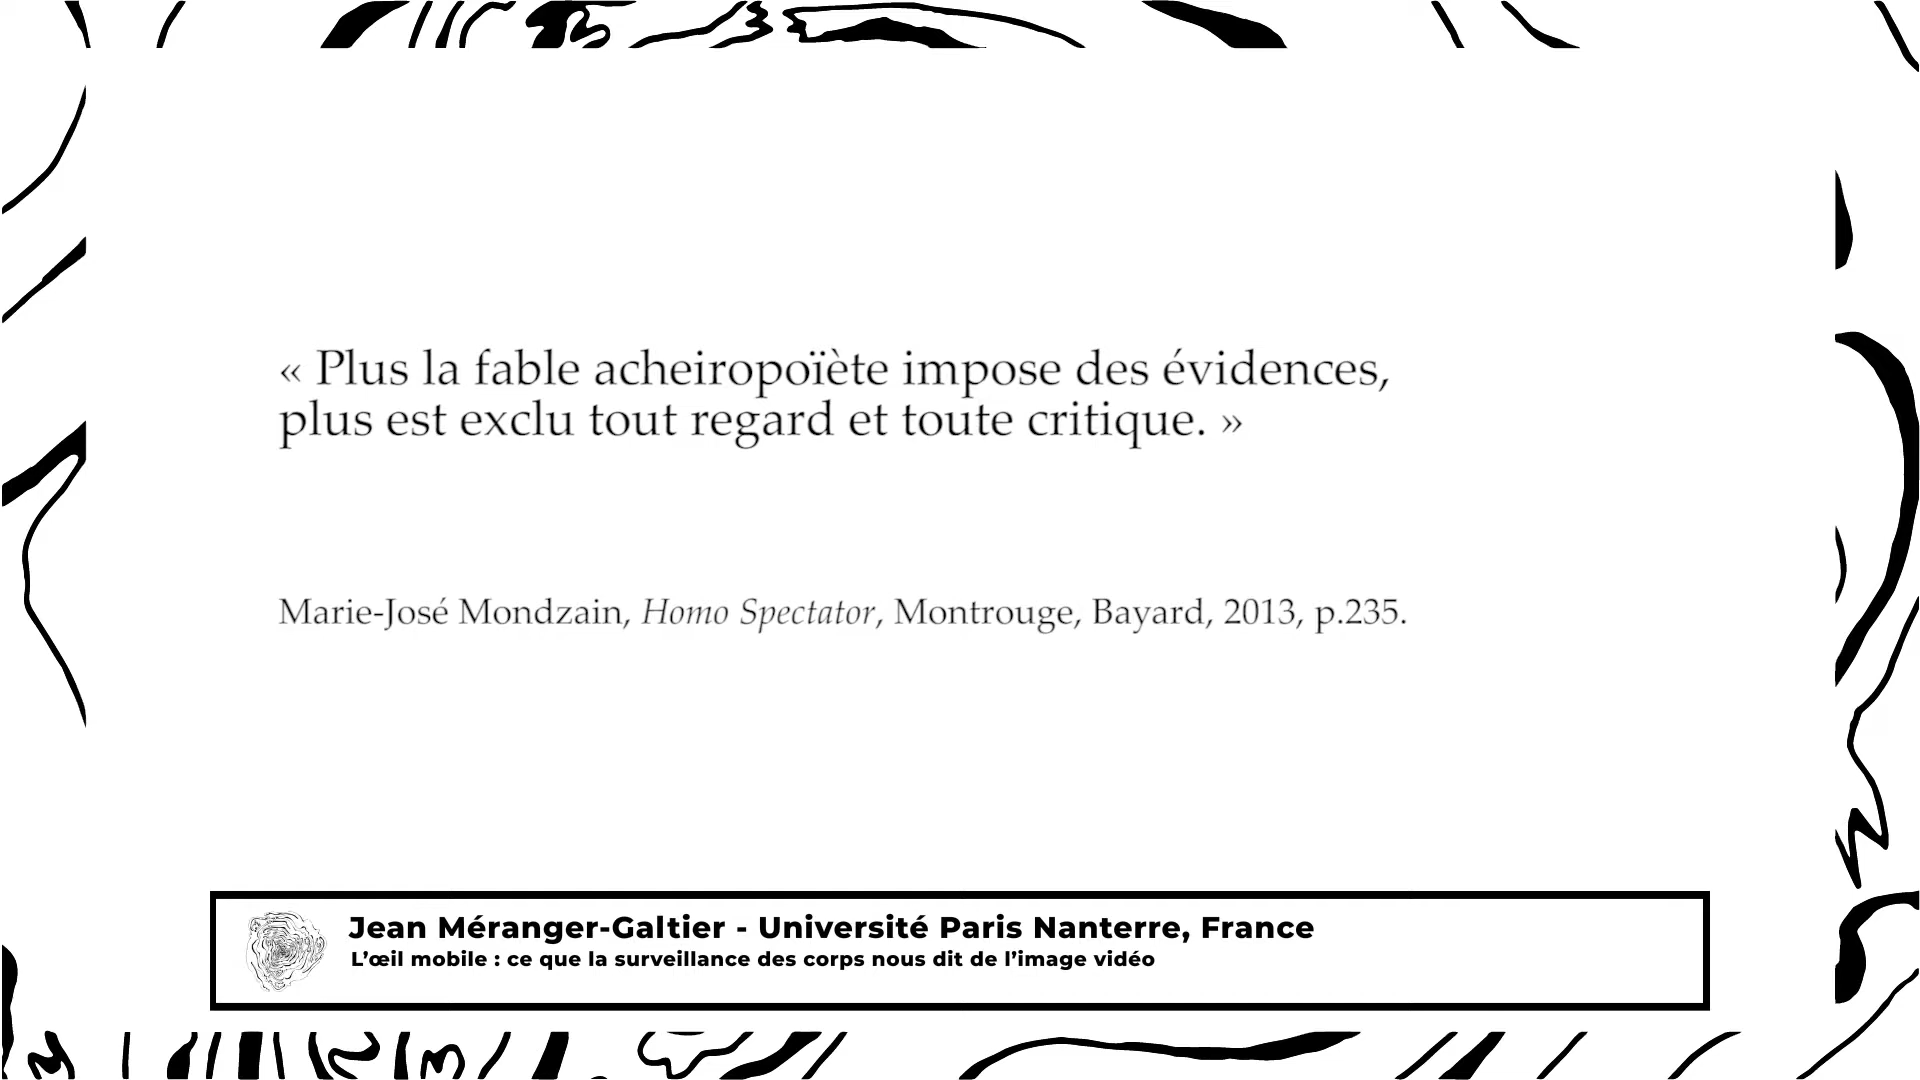 « Plus la fable acheiropoïète impose des évidences,
plus est exclu tout regard et toute critique. »
Marie-José Mondzain, Homo Spectator, Montrouge, Bayard, 2013, p.235.
Jean Méranger-Galtier - Université Paris Nanterre, France
L’œil mobile : ce que la surveillance des corps nous dit de l’image vidéo